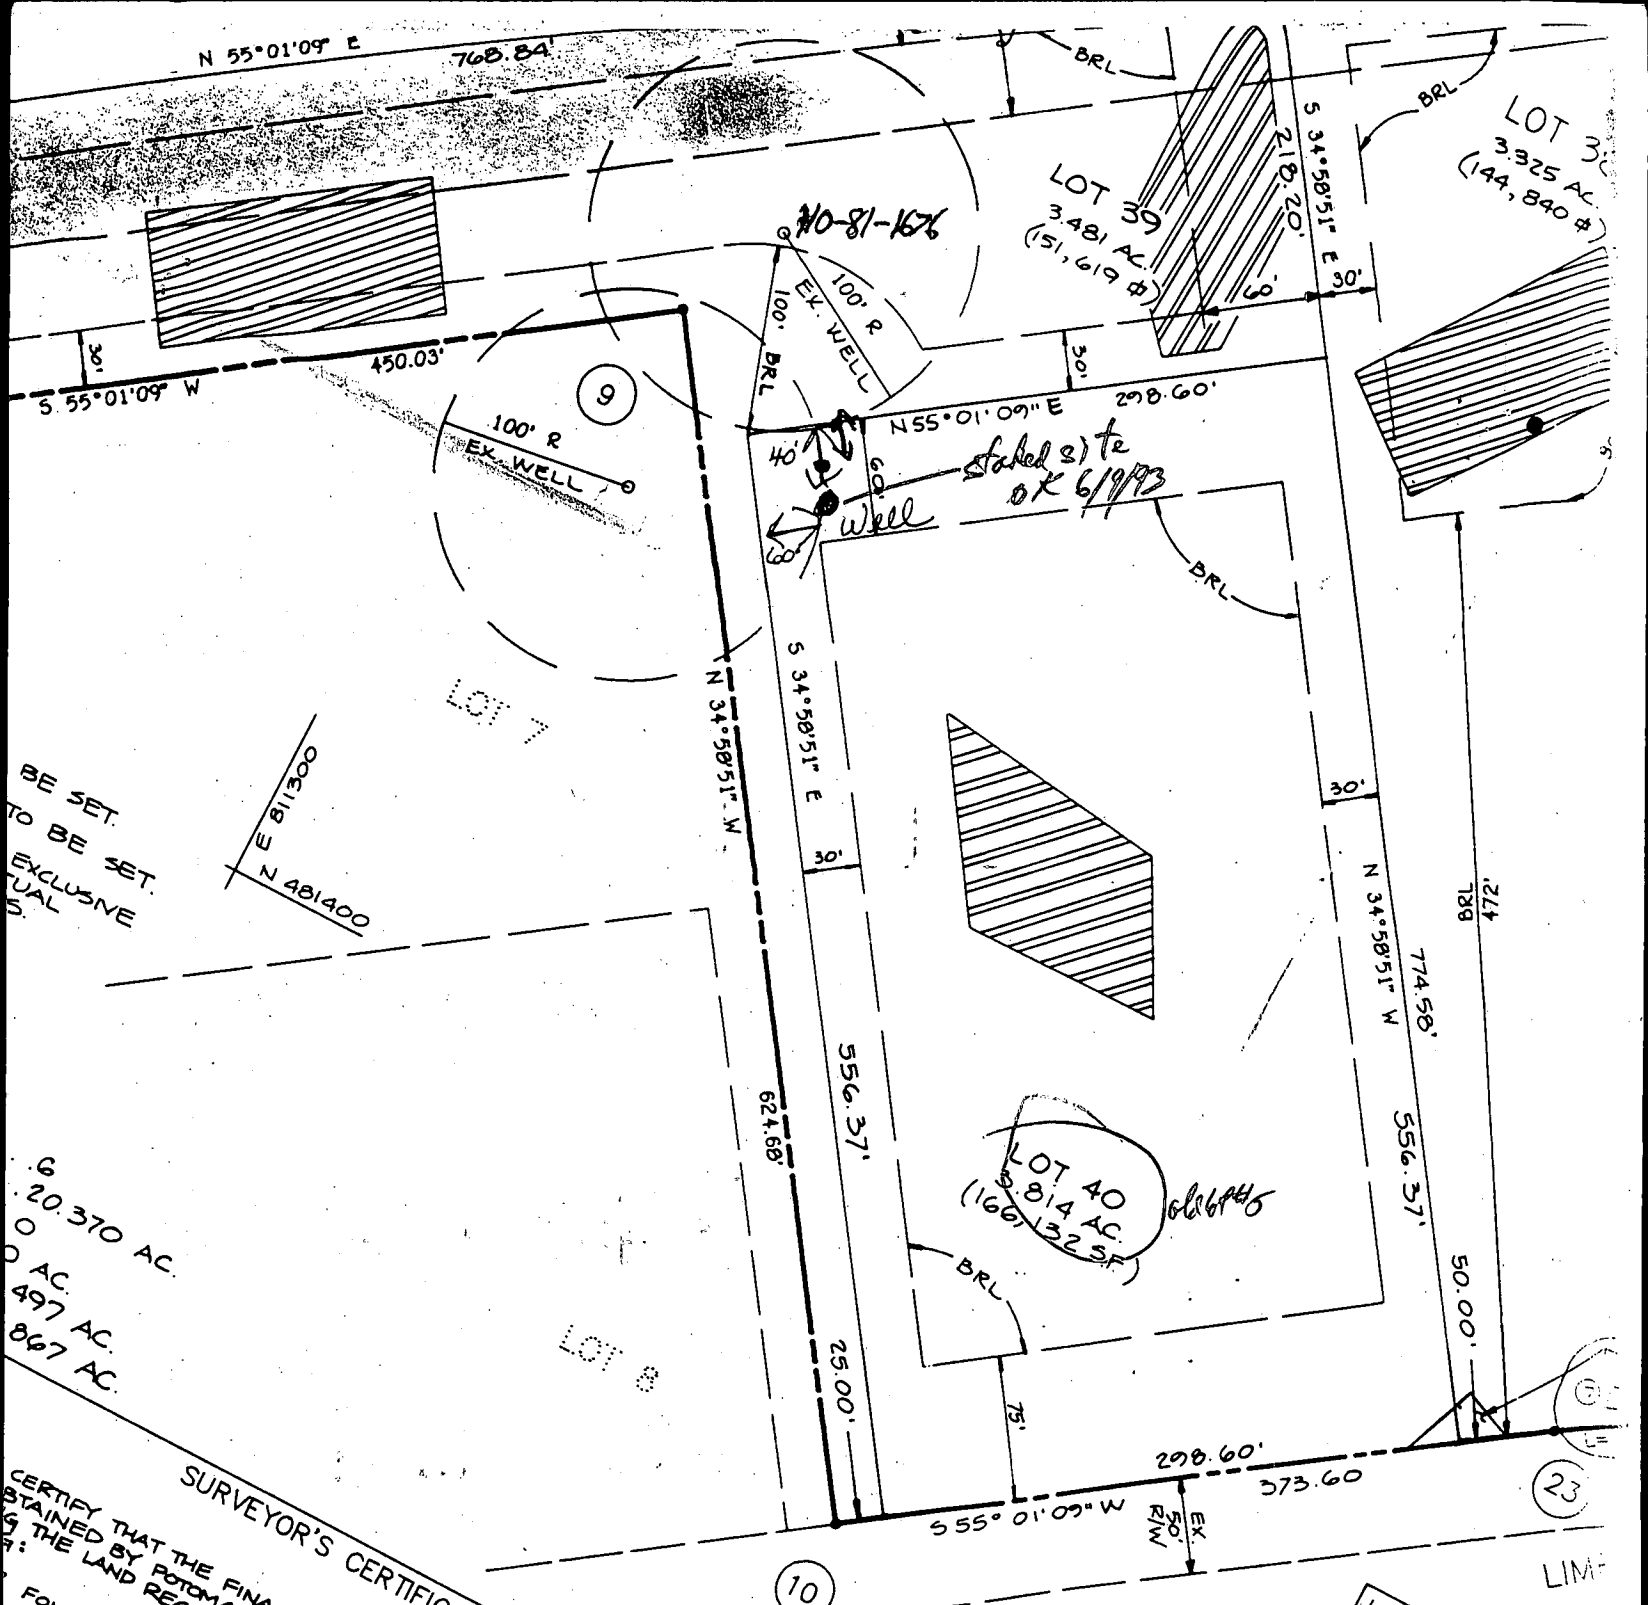 N 55°01'09" E
768.84'
BRL
BRL
S 34°58'51" E
218.20'
LOT 39
3.481 AC.
(151,619 ⌀)
3.325 AC.
(144,840 ⌀)
HO-81-1676
100' R
EX. WELL
100'
BRL
60'
30'
30'
30'
450.03'
S. 55°01'09" W
9
100' R
EX. WELL
N55°01'09"E
298.60'
40'
60'
staked site
OK 6/9/93
Well
60'
BRL
LOT 7
N 34°58'51" W
S 34°58'51" E
30'
30'
E 811300
N 481400
BE SET.
TO BE SET.
EXCLUSIVE
S.
BRL
472'
N 34°58'51" W
774.58'
556.37'
624.68'
556.37'
LOT 40
3.814 AC.
(166,132 SF.)
BRL
.6
.20.370 AC.
0
AC.
497 AC.
867 AC.
LOT 8
25.00'
75'
50.00'
298.60'
373.60
S55°01'09"W
EX.
50'
R/W
23
10
SURVEYOR'S CERTIFIC
CERTIFY THAT THE FINA
BTAINED BY POTOM
G THE LAND REC
L=